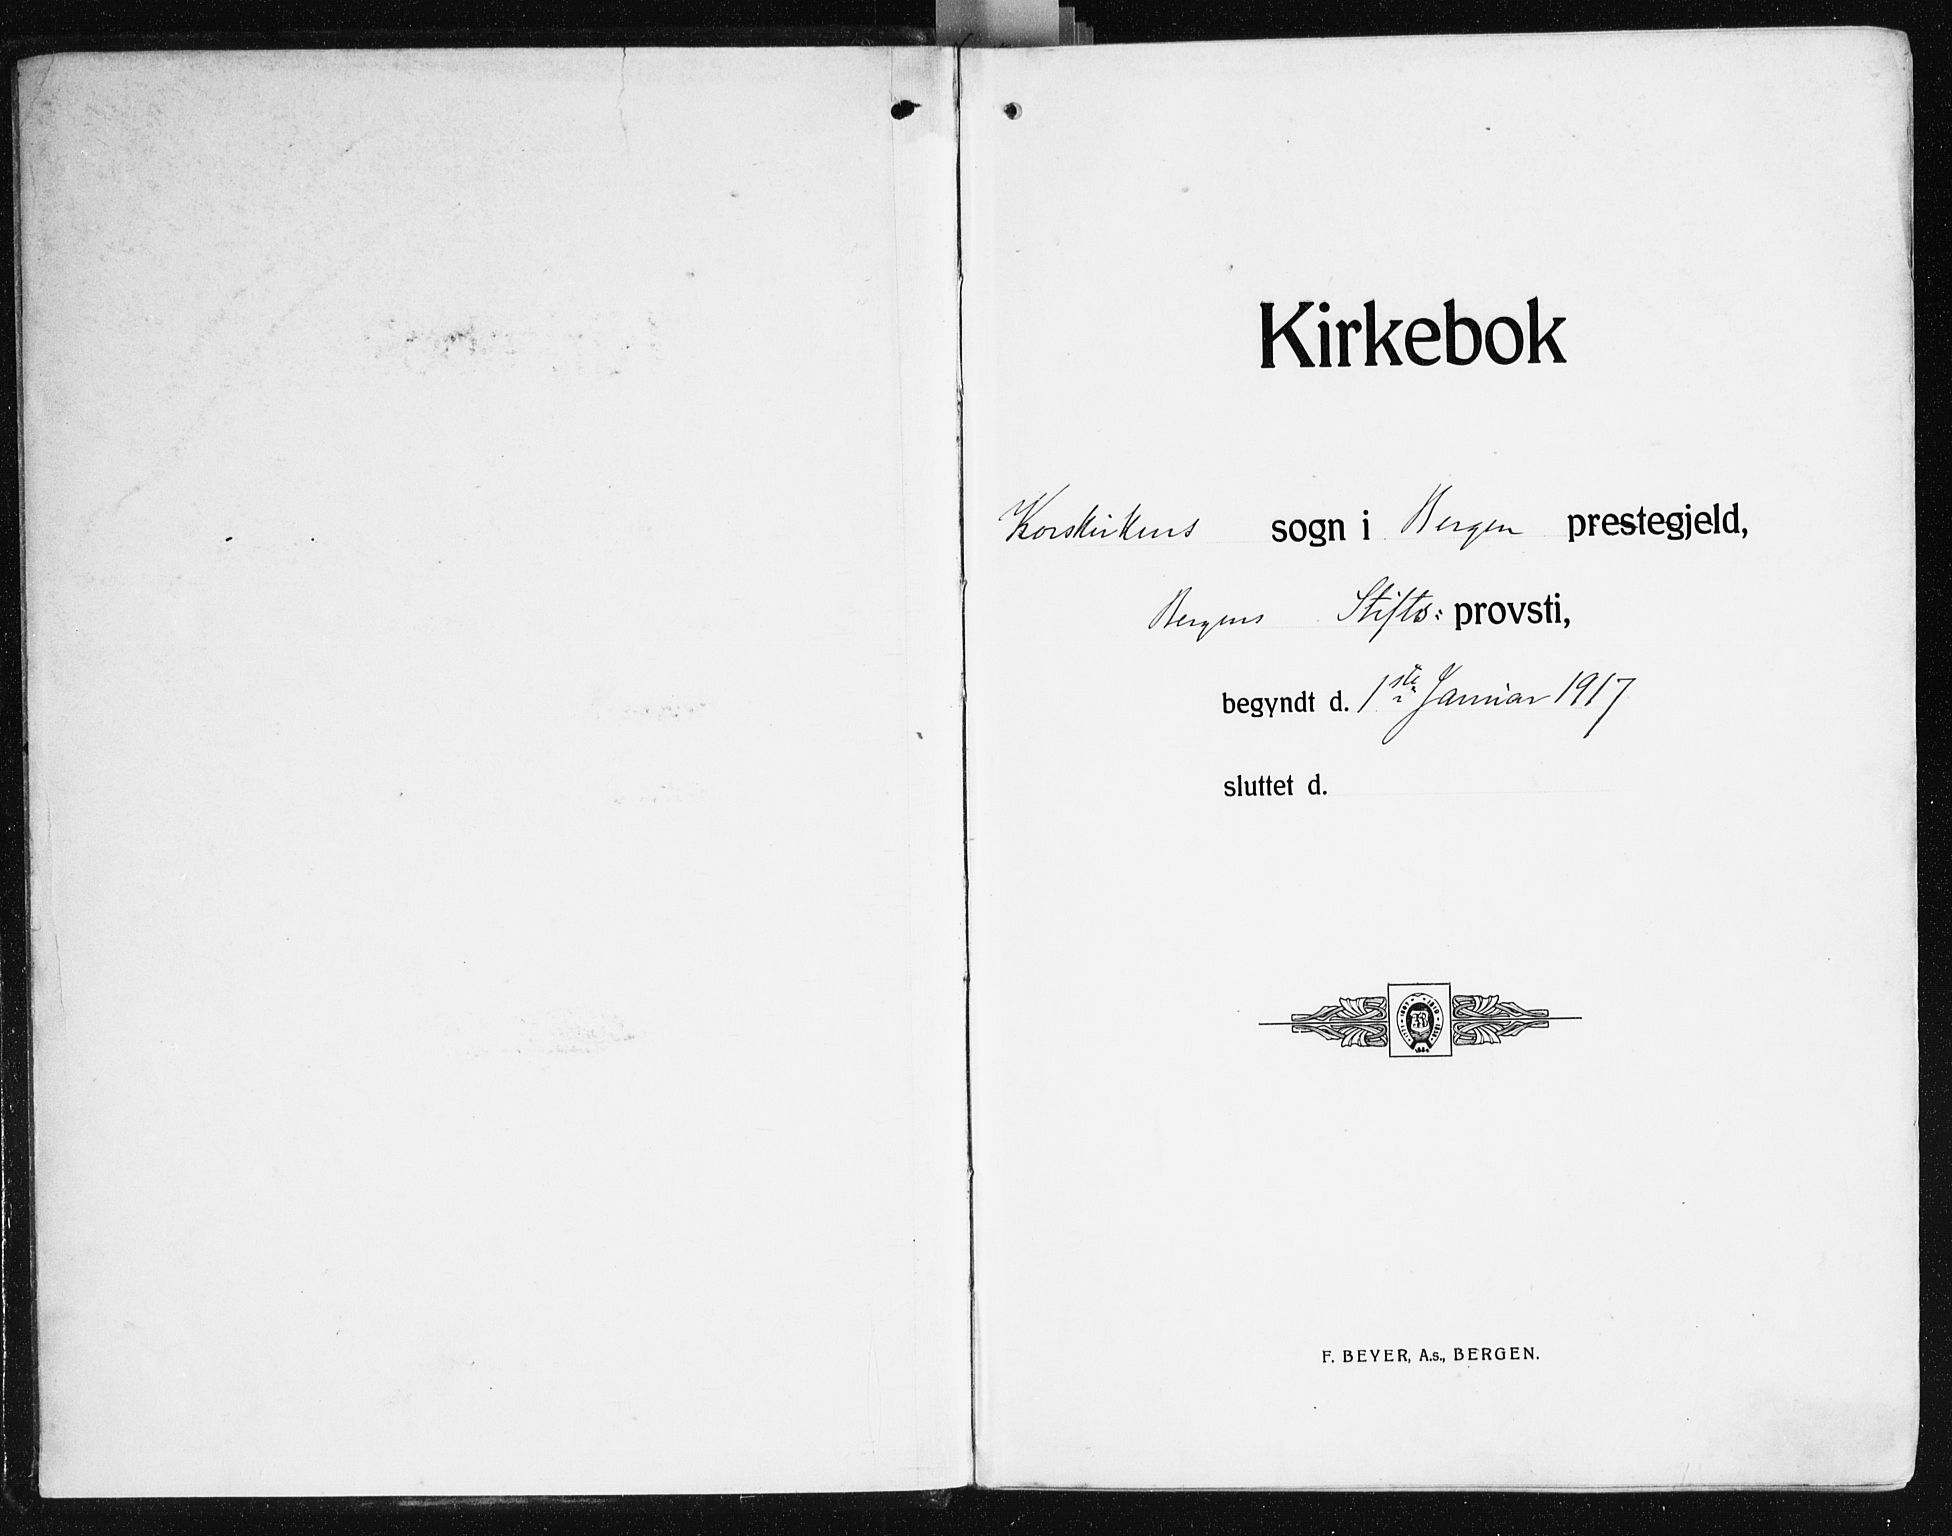 Kirkebok
Korskirkens sogn i Bergen prestegjeld,
Bergens Stifts: provsti,
begyndt d. 1ste Januar 1917
sluttet d.
F. BEYER, A.s., BERGEN.